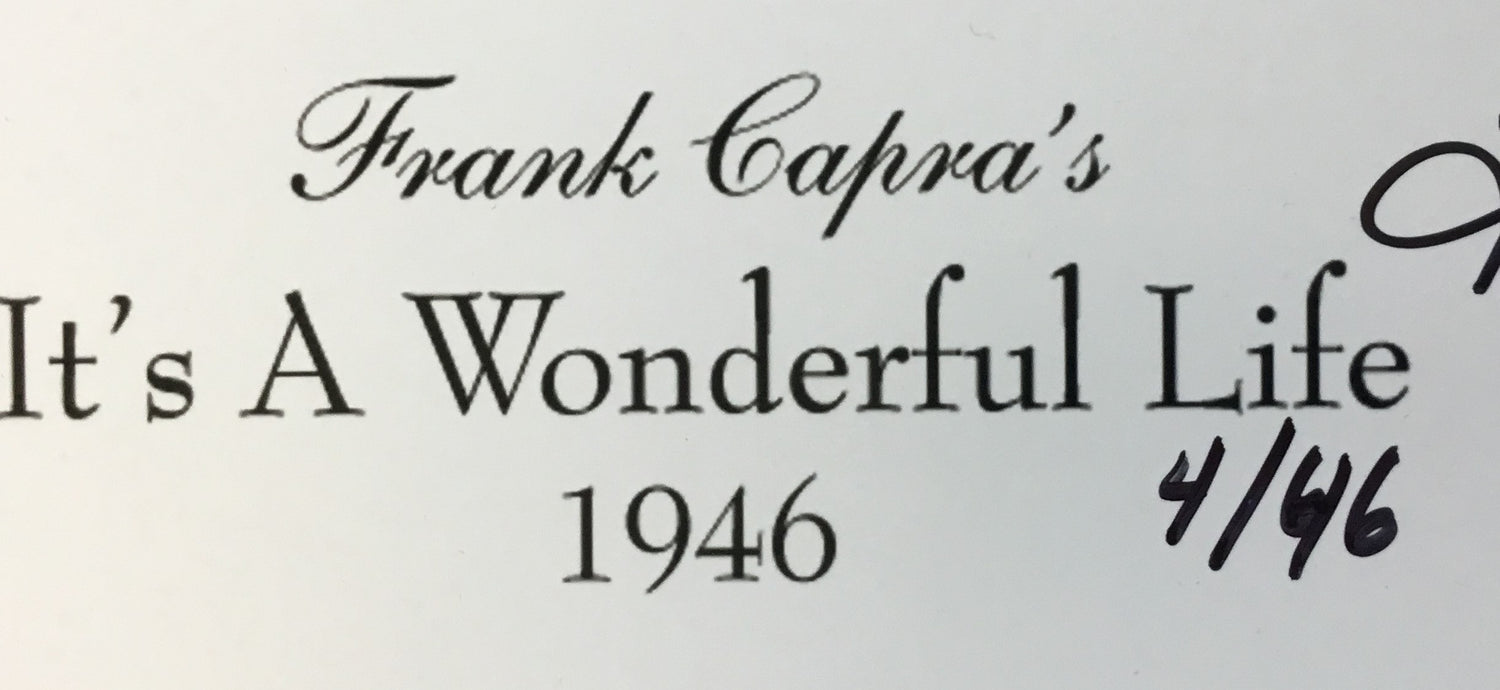 Frank Capra's
It's A Wonderful Life
1946
4/46